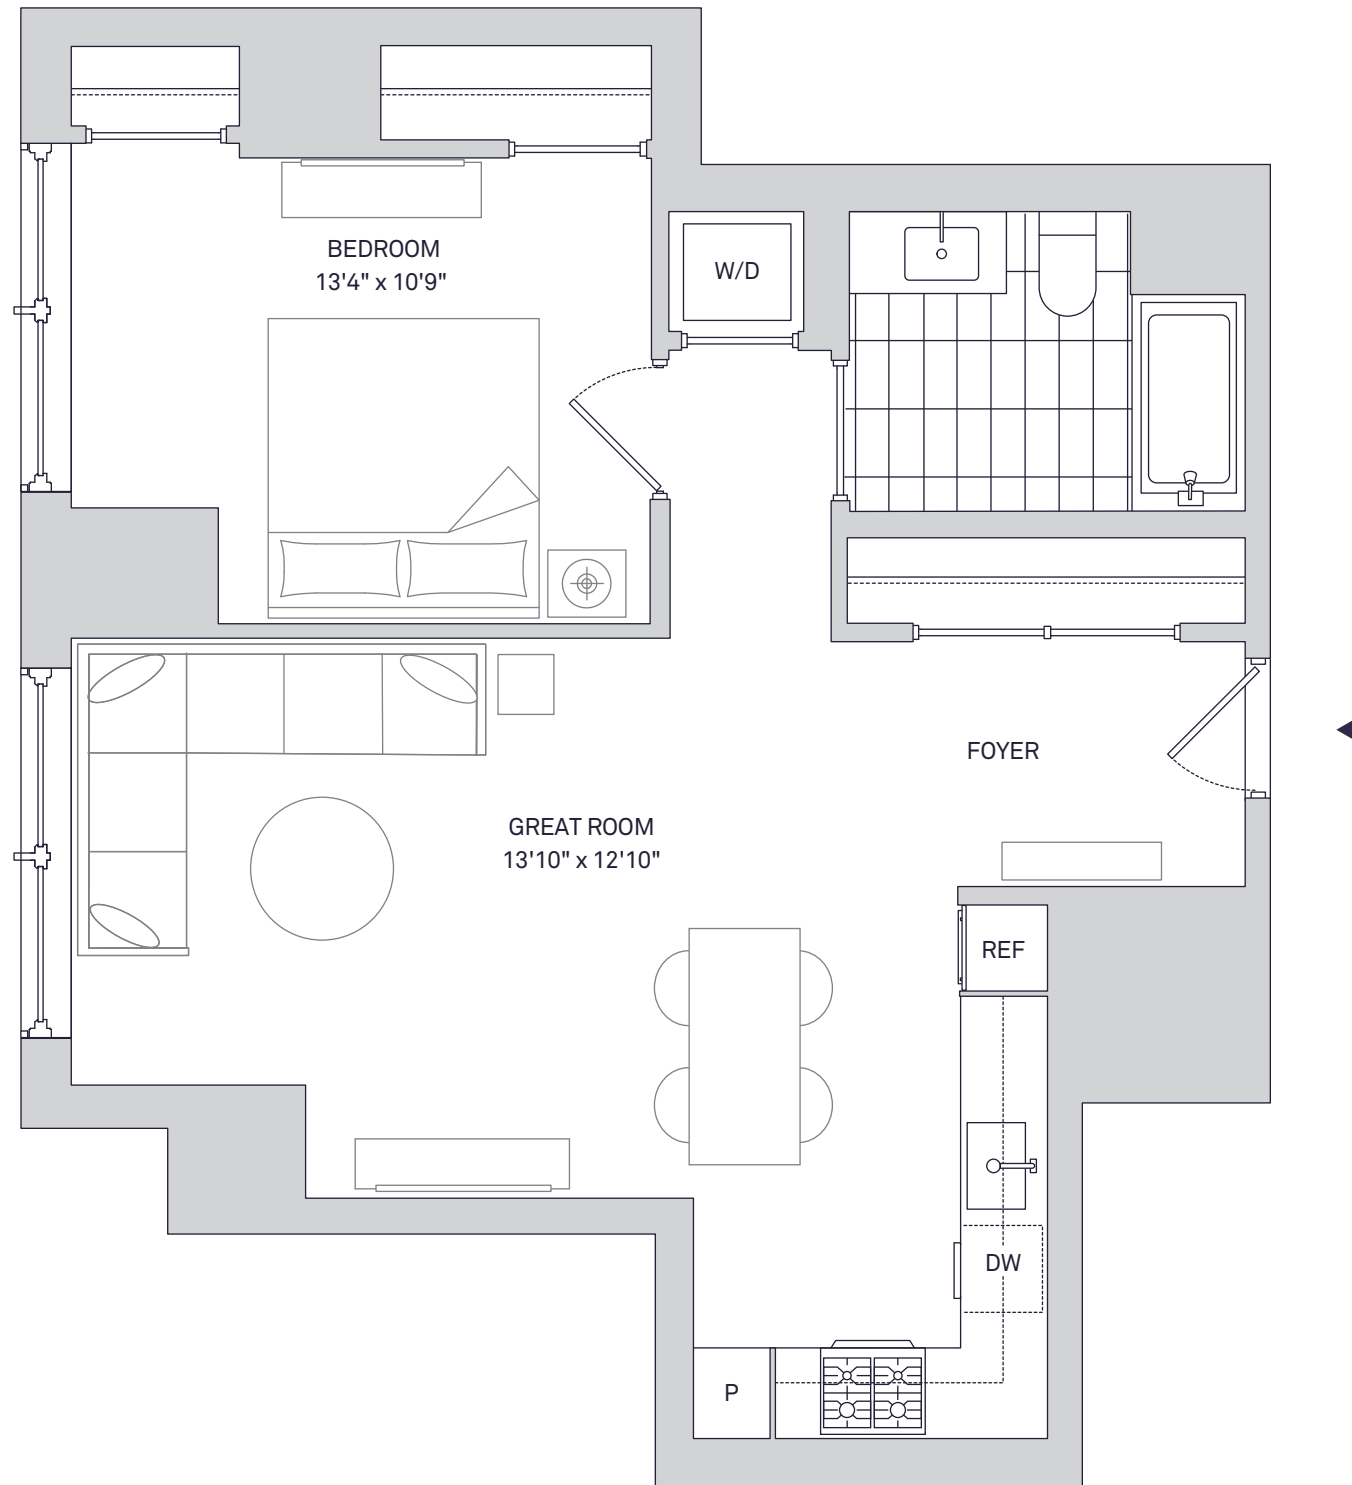 BEDROOM
13'4" x 10'9"
W/D
FOYER
GREAT ROOM
13'10" x 12'10"
REF
DW
P